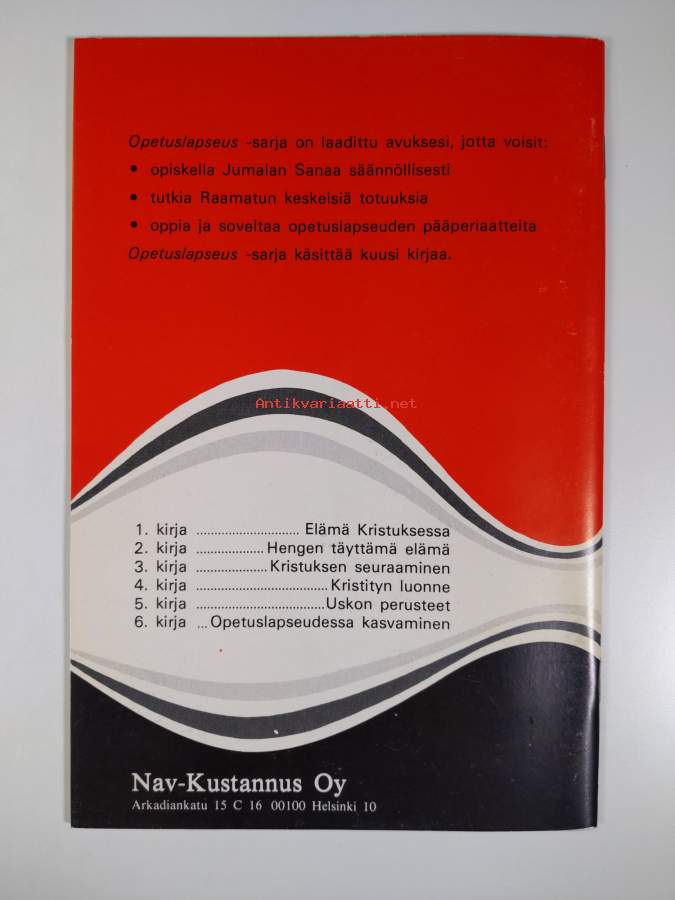 Opetuslapseus -sarja on laadittu avuksesi, jotta voisit:
• opiskella Jumalan Sanaa säännöllisesti
• tutkia Raamatun keskeisiä totuuksia
• oppia ja soveltaa opetuslapseuden pääperiaatteita
Opetuslapseus -sarja käsittää kuusi kirjaa.
Antikvariaatti.net
1. kirja ............................. Elämä Kristuksessa
2. kirja ................... Hengen täyttämä elämä
3. kirja .................... Kristuksen seuraaminen
4. kirja ..................................... Kristityn luonne
5. kirja .................................... Uskon perusteet
6. kirja ... Opetuslapseudessa kasvaminen
Nav-Kustannus Oy
Arkadiankatu 15 C 16 00100 Helsinki 10